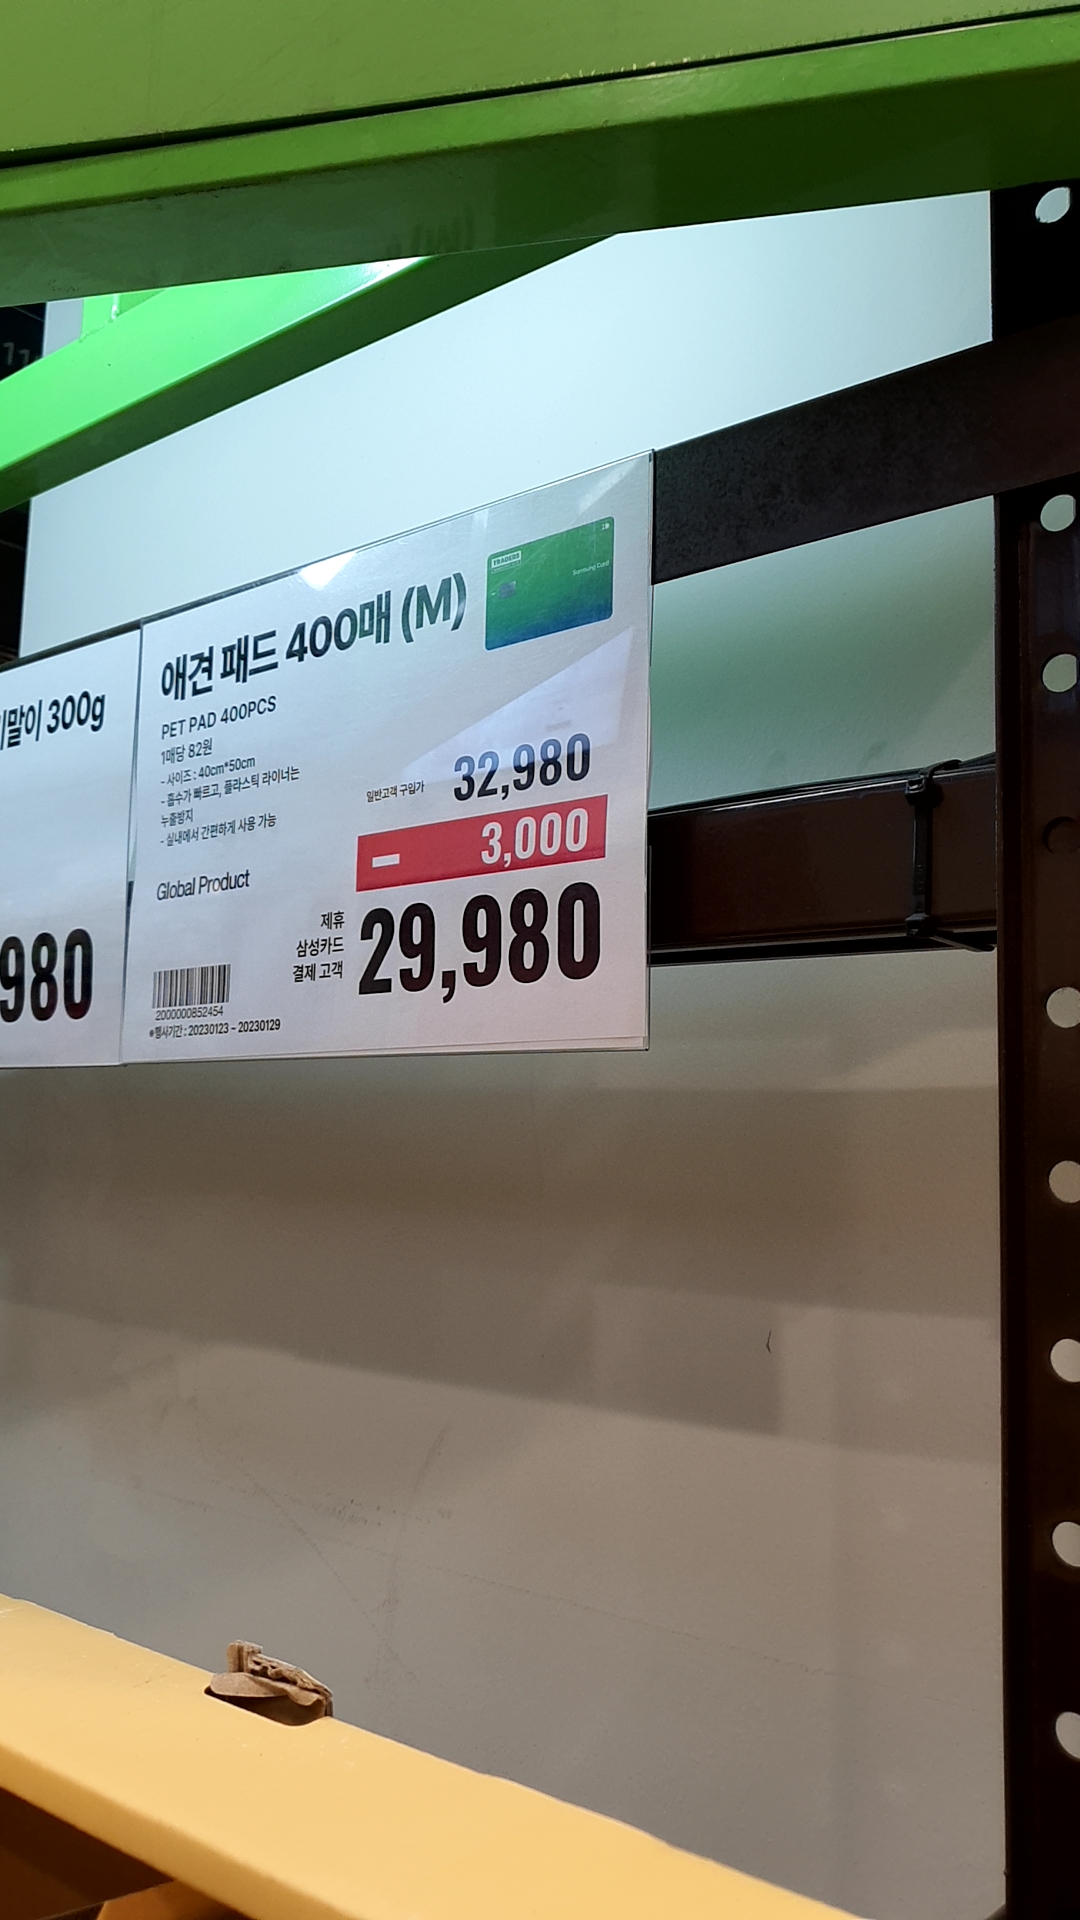 말이 300g
980
애견 패드 400매 (M)
TRADERS
Samsung Card
PET PAD 400PCS
1매당 82원
- 사이즈 : 40cm*50cm
- 흡수가 빠르고, 플라스틱 라이너는
누출방지
- 실내에서 간편하게 사용 가능
Global Product
일반고객 구입가 32,980
- 3,000
제휴
삼성카드
결제 고객
29,980
2000000852454
*행사기간 : 20230123 ~ 20230129